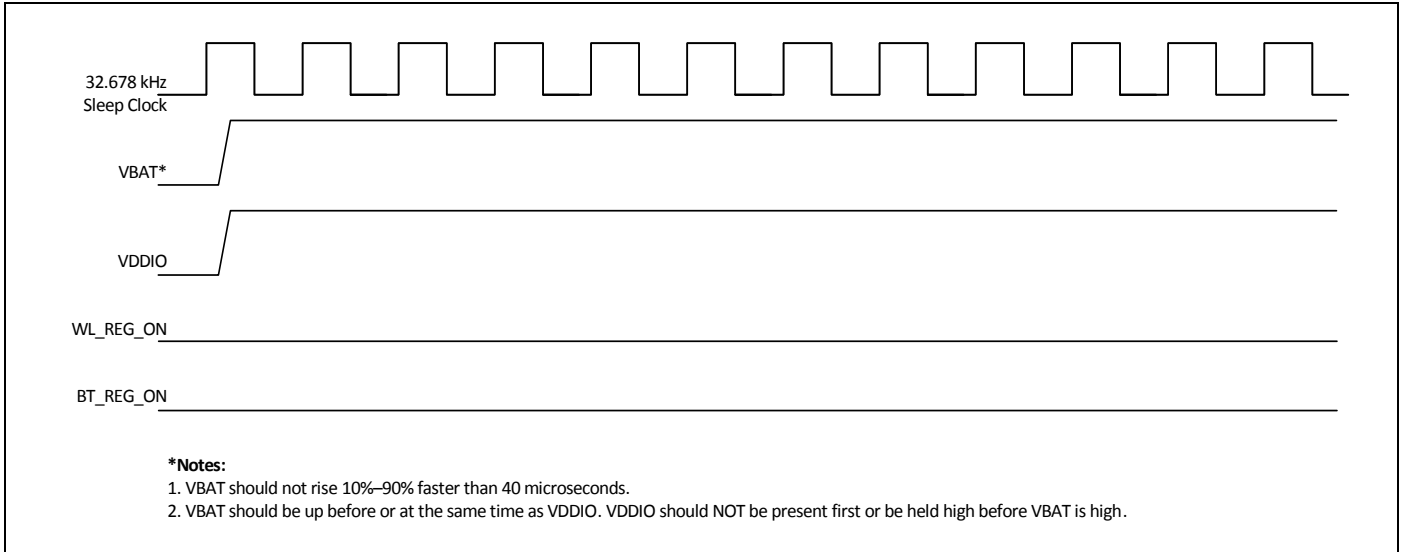 32.678 kHz
Sleep Clock
VBAT*
VDDIO
WL_REG_ON
BT_REG_ON
*Notes:
1. VBAT should not rise 10%–90% faster than 40 microseconds.
2. VBAT should be up before or at the same time as VDDIO. VDDIO should NOT be present first or be held high before VBAT is high.